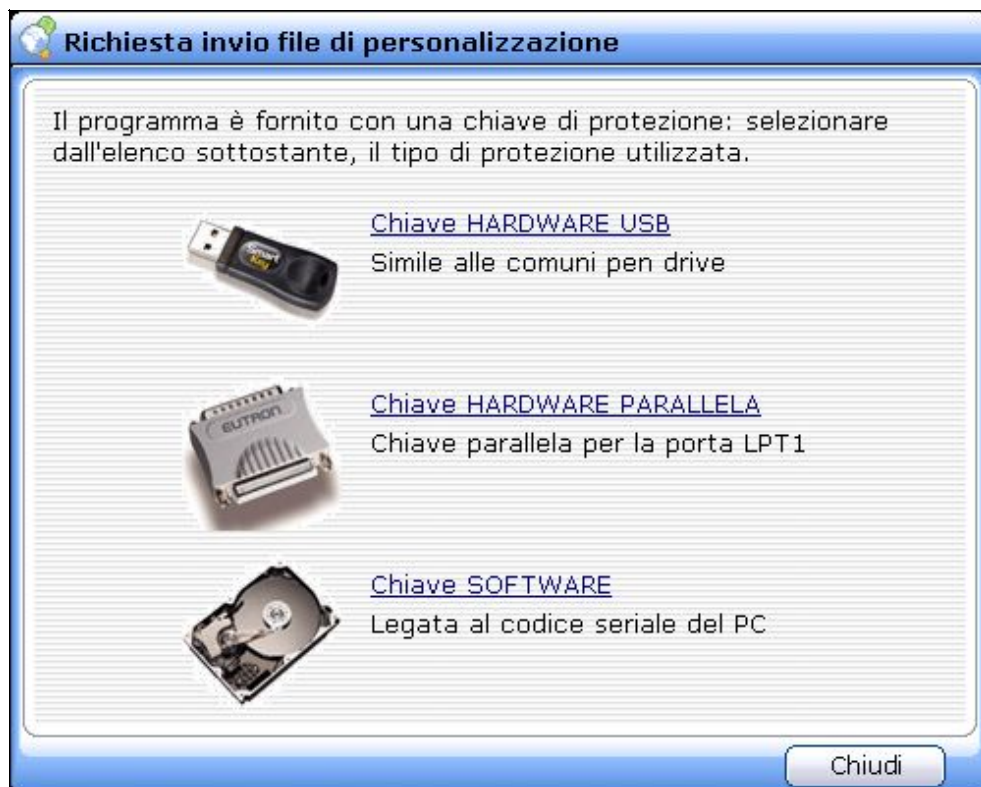 Richiesta invio file di personalizzazione
Il programma è fornito con una chiave di protezione: selezionare
dall'elenco sottostante, il tipo di protezione utilizzata.
Smart
Key
Chiave HARDWARE USB
Simile alle comuni pen drive
EUTRON
Chiave HARDWARE PARALLELA
Chiave parallela per la porta LPT1
Chiave SOFTWARE
Legata al codice seriale del PC
Chiudi